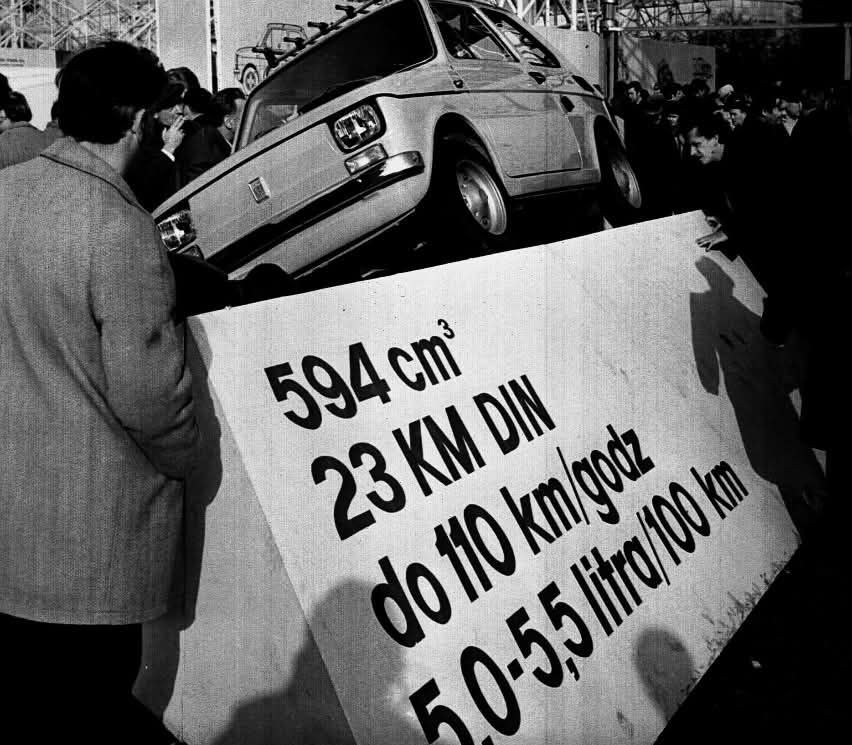 594 cm³
23 KM DIN
do 110 km/godz
5,0-5,5 litra/100 km